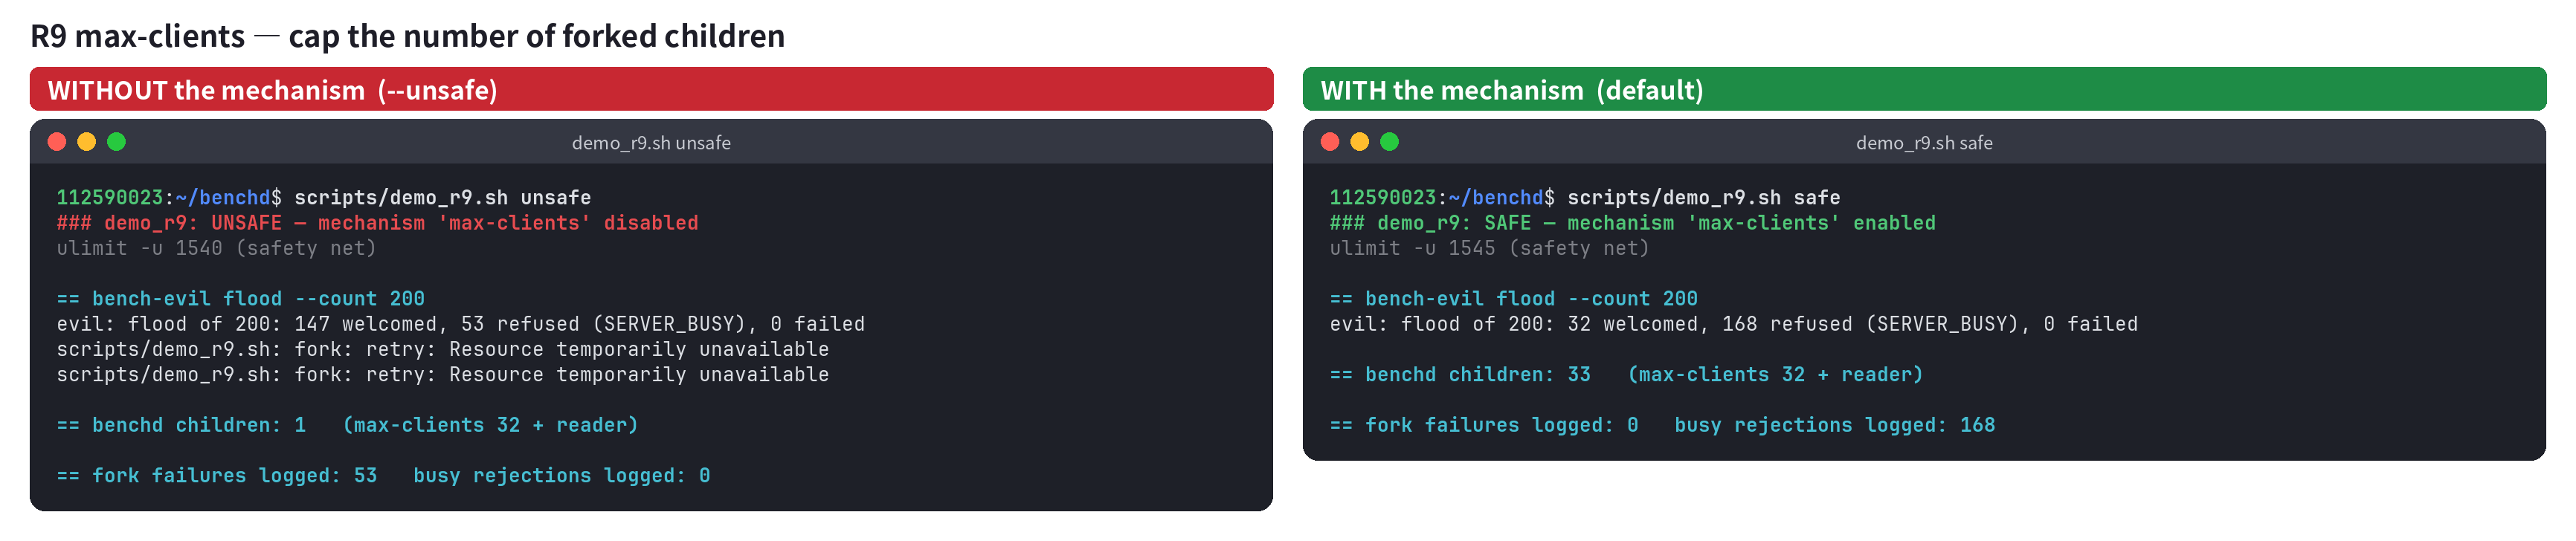 R9 max-clients — cap the number of forked children
WITHOUT the mechanism (--unsafe)
demo_r9.sh unsafe
112590023:~/benchd$ scripts/demo_r9.sh unsafe
### demo_r9: UNSAFE — mechanism 'max-clients' disabled
ulimit -u 1540 (safety net)
== bench-evil flood --count 200
evil: flood of 200: 147 welcomed, 53 refused (SERVER_BUSY), 0 failed
scripts/demo_r9.sh: fork: retry: Resource temporarily unavailable
scripts/demo_r9.sh: fork: retry: Resource temporarily unavailable
== benchd children: 1   (max-clients 32 + reader)
== fork failures logged: 53   busy rejections logged: 0
WITH the mechanism (default)
demo_r9.sh safe
112590023:~/benchd$ scripts/demo_r9.sh safe
### demo_r9: SAFE — mechanism 'max-clients' enabled
ulimit -u 1545 (safety net)
== bench-evil flood --count 200
evil: flood of 200: 32 welcomed, 168 refused (SERVER_BUSY), 0 failed
== benchd children: 33   (max-clients 32 + reader)
== fork failures logged: 0   busy rejections logged: 168